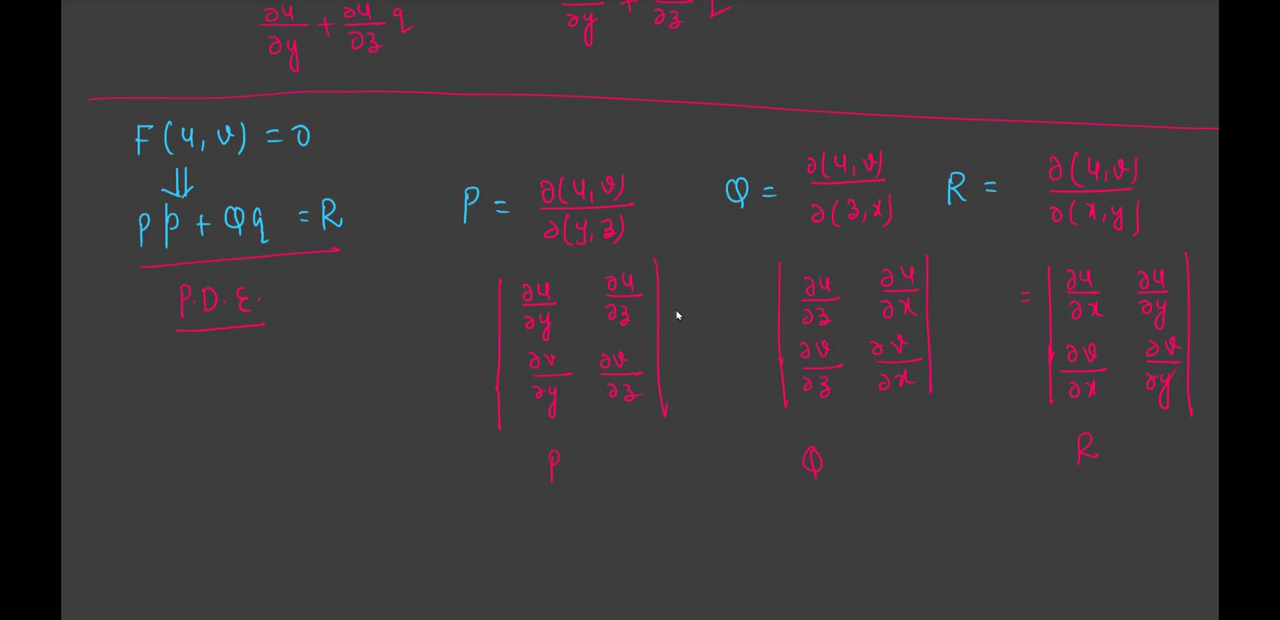 ∂u/∂y + ∂u/∂z q    /∂y + /∂z q
F(u, v) = 0
⇓
Pp + Qq = R
P.D.E.
P = ∂(u, v)/∂(y, z)    Q = ∂(u, v)/∂(z, x)    R = ∂(u, v)/∂(x, y)
| ∂u/∂y  ∂u/∂z |    | ∂u/∂z  ∂u/∂x |    = | ∂u/∂x  ∂u/∂y |
| ∂v/∂y  ∂v/∂z |    | ∂v/∂z  ∂v/∂x |    | ∂v/∂x  ∂v/∂y |
P    Q    R